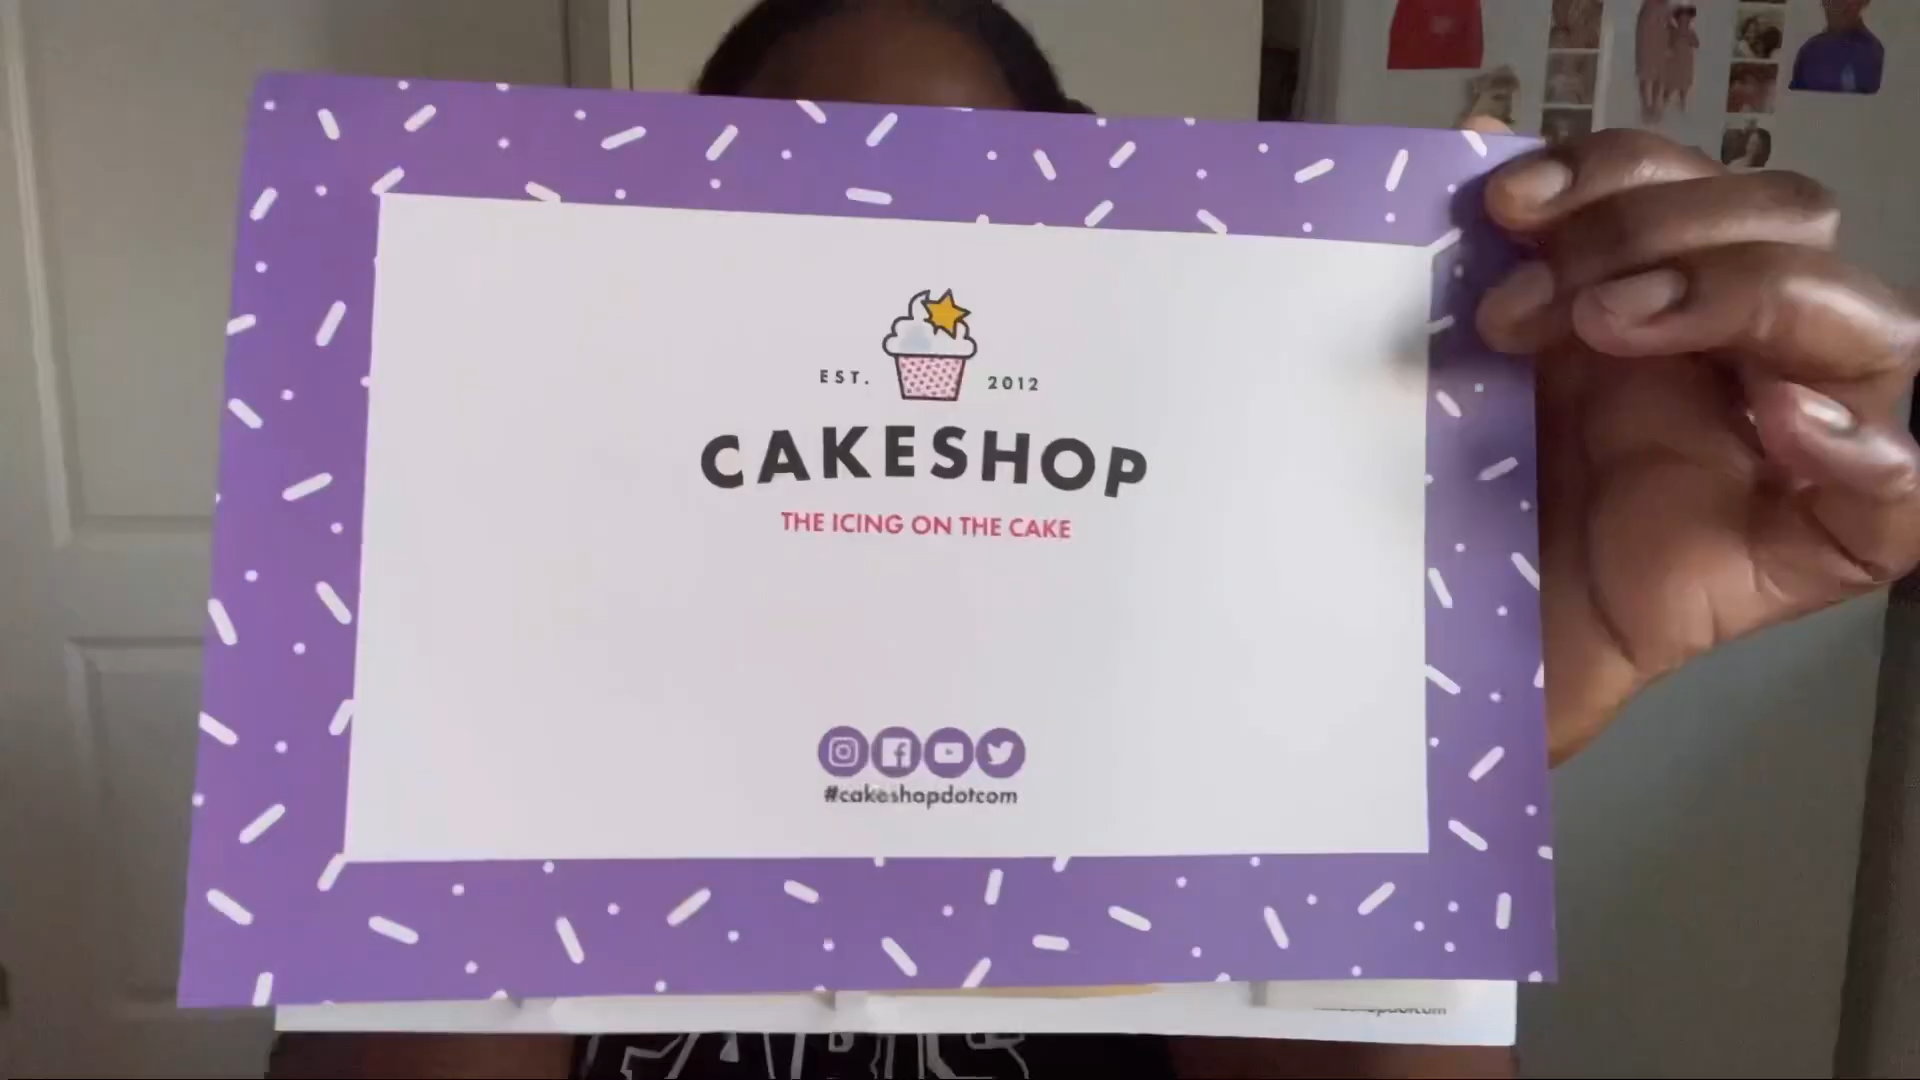 EST. 2012
CAKESHOP
THE ICING ON THE CAKE
#cakeshopdotcom